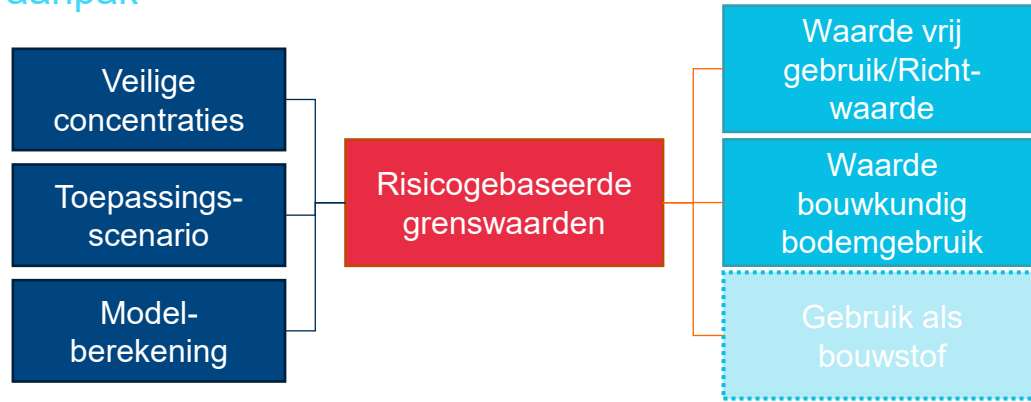 aanpak
Veilige
concentraties
Toepassings-
scenario
Model-
berekening
Risicogebaseerde
grenswaarden
Waarde vrij
gebruik/Richt-
waarde
Waarde
bouwkundig
bodemgebruik
Gebruik als
bouwstof